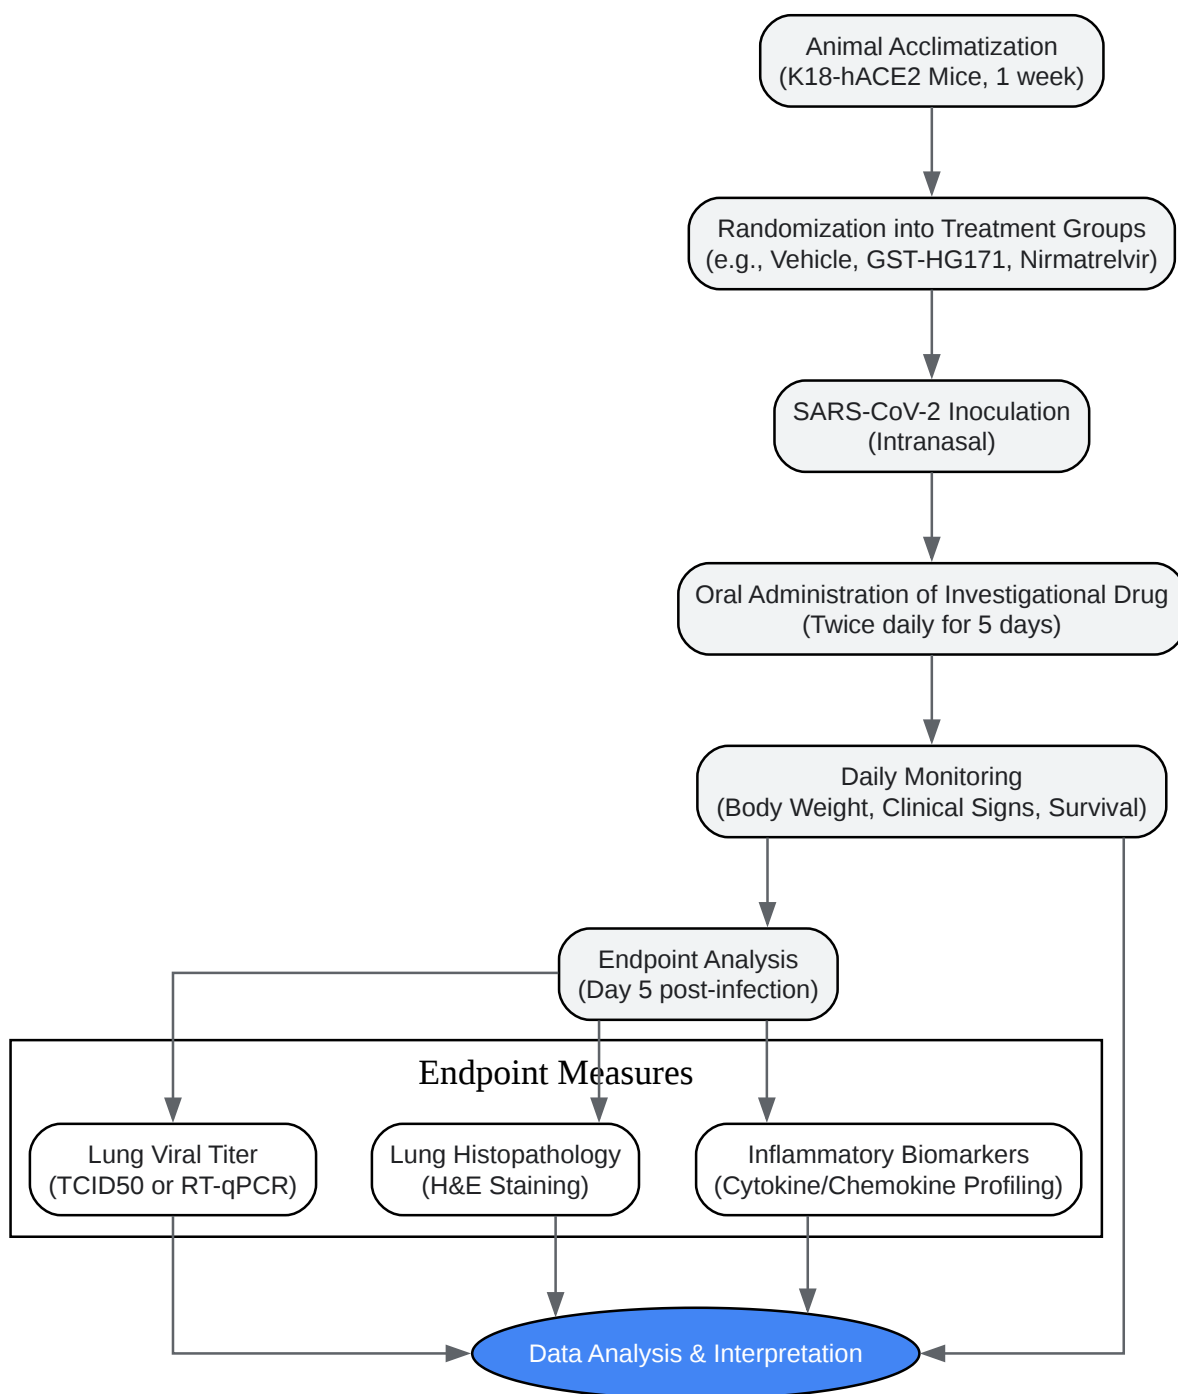 Animal Acclimatization
(K18-hACE2 Mice, 1 week)
Randomization into Treatment Groups
(e.g., Vehicle, GST-HG171, Nirmatrelvir)
SARS-CoV-2 Inoculation
(Intranasal)
Oral Administration of Investigational Drug
(Twice daily for 5 days)
Daily Monitoring
(Body Weight, Clinical Signs, Survival)
Endpoint Analysis
(Day 5 post-infection)
Endpoint Measures
Lung Viral Titer
(TCID50 or RT-qPCR)
Lung Histopathology
(H&E Staining)
Inflammatory Biomarkers
(Cytokine/Chemokine Profiling)
Data Analysis & Interpretation